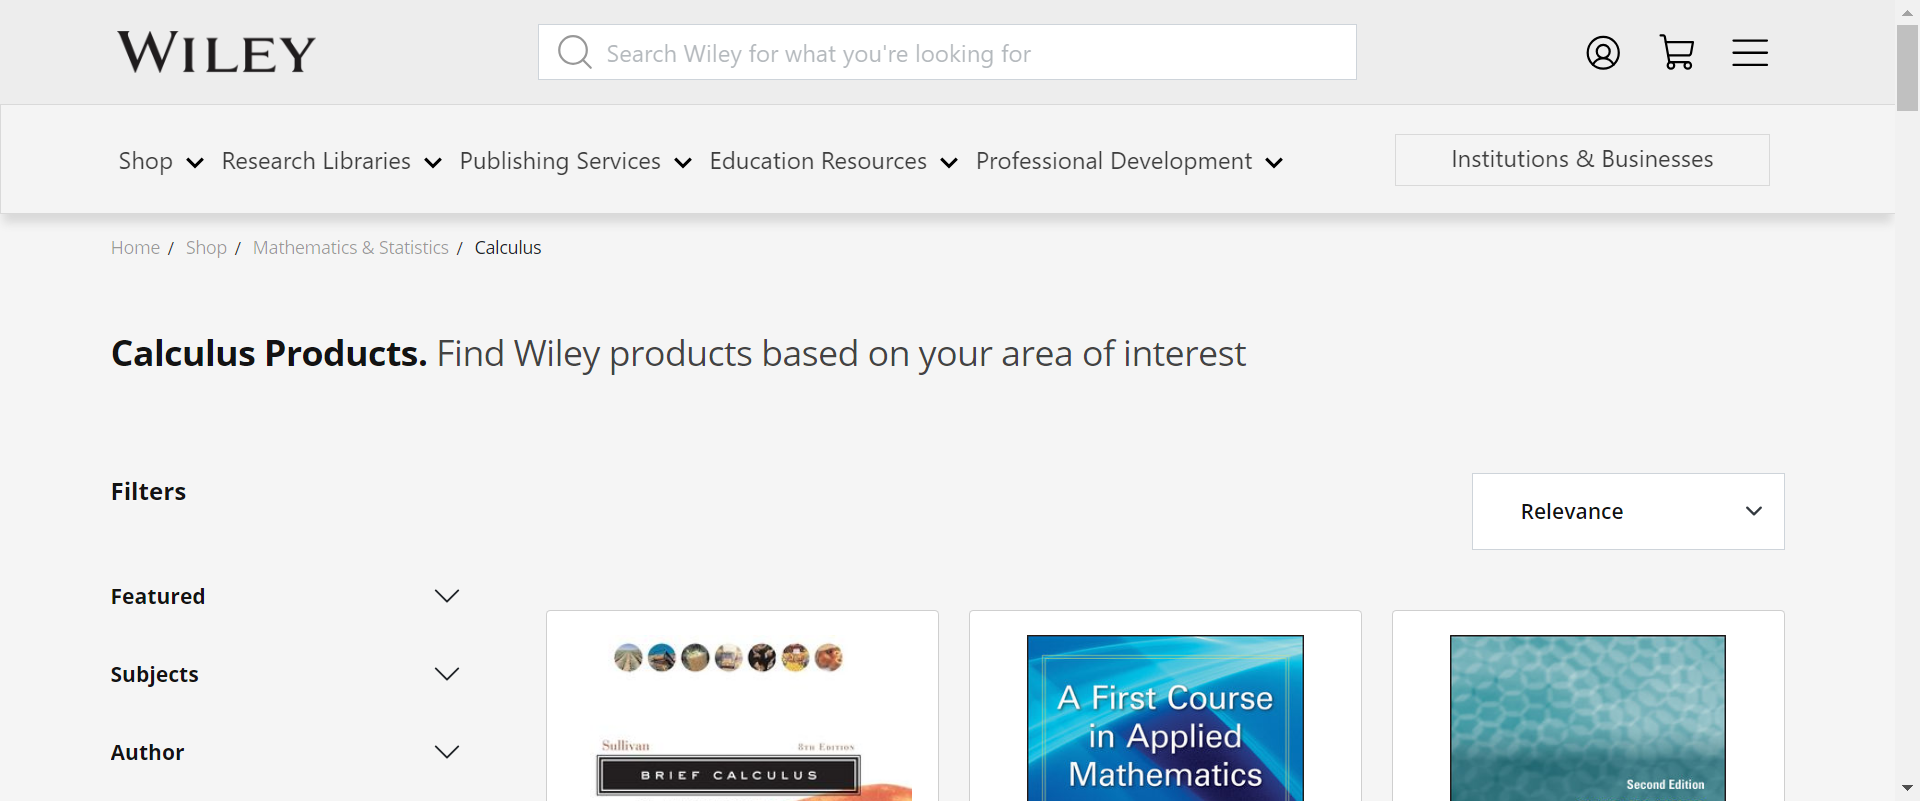 WILEY
Search Wiley for what you're looking for
Shop Research Libraries Publishing Services Education Resources Professional Development Institutions & Businesses
Home / Shop / Mathematics & Statistics / Calculus
Calculus Products. Find Wiley products based on your area of interest
Filters
Relevance
Featured
Subjects
Author
Sullivan 8TH EDITION
BRIEF CALCULUS
A First Course
in Applied
Mathematics
Second Edition